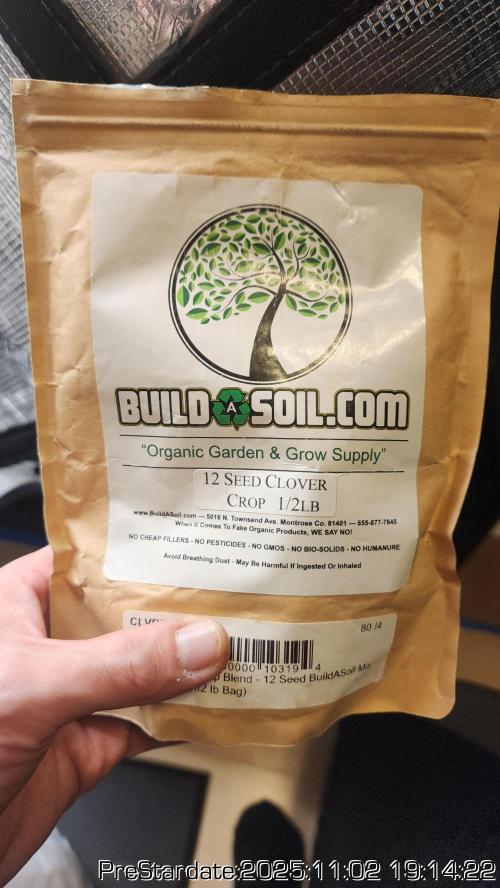 BUILD A SOIL.COM
"Organic Garden & Grow Supply"
12 SEED CLOVER
CROP 1/2LB
www.BuildASoil.com — 5016 N. Townsend Ave. Montrose Co. 81401 — 855-877-7645
When it Comes To Fake Organic Products, WE SAY NO!
NO CHEAP FILLERS - NO PESTICIDES - NO GMOS - NO BIO-SOLIDS - NO HUMANURE
Avoid Breathing Dust - May Be Harmful If Ingested Or Inhaled
80 /4
0000 10319 4
Blend - 12 Seed BuildASoil Mix
lb Bag)
PreStardate:2025:11:02 19:14:22